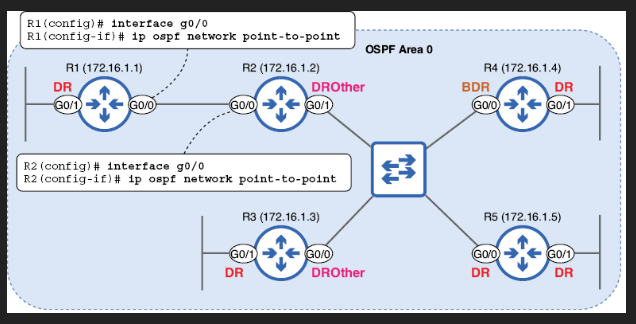 R1(config)# interface g0/0
R1(config-if)# ip ospf network point-to-point
OSPF Area 0
R1 (172.16.1.1)
R2 (172.16.1.2)
R4 (172.16.1.4)
DR
DROther
BDR
DR
G0/1
G0/0
G0/0
G0/1
G0/0
G0/1
R2(config)# interface g0/0
R2(config-if)# ip ospf network point-to-point
R3 (172.16.1.3)
R5 (172.16.1.5)
G0/1
G0/0
G0/0
G0/1
DR
DROther
DR
DR